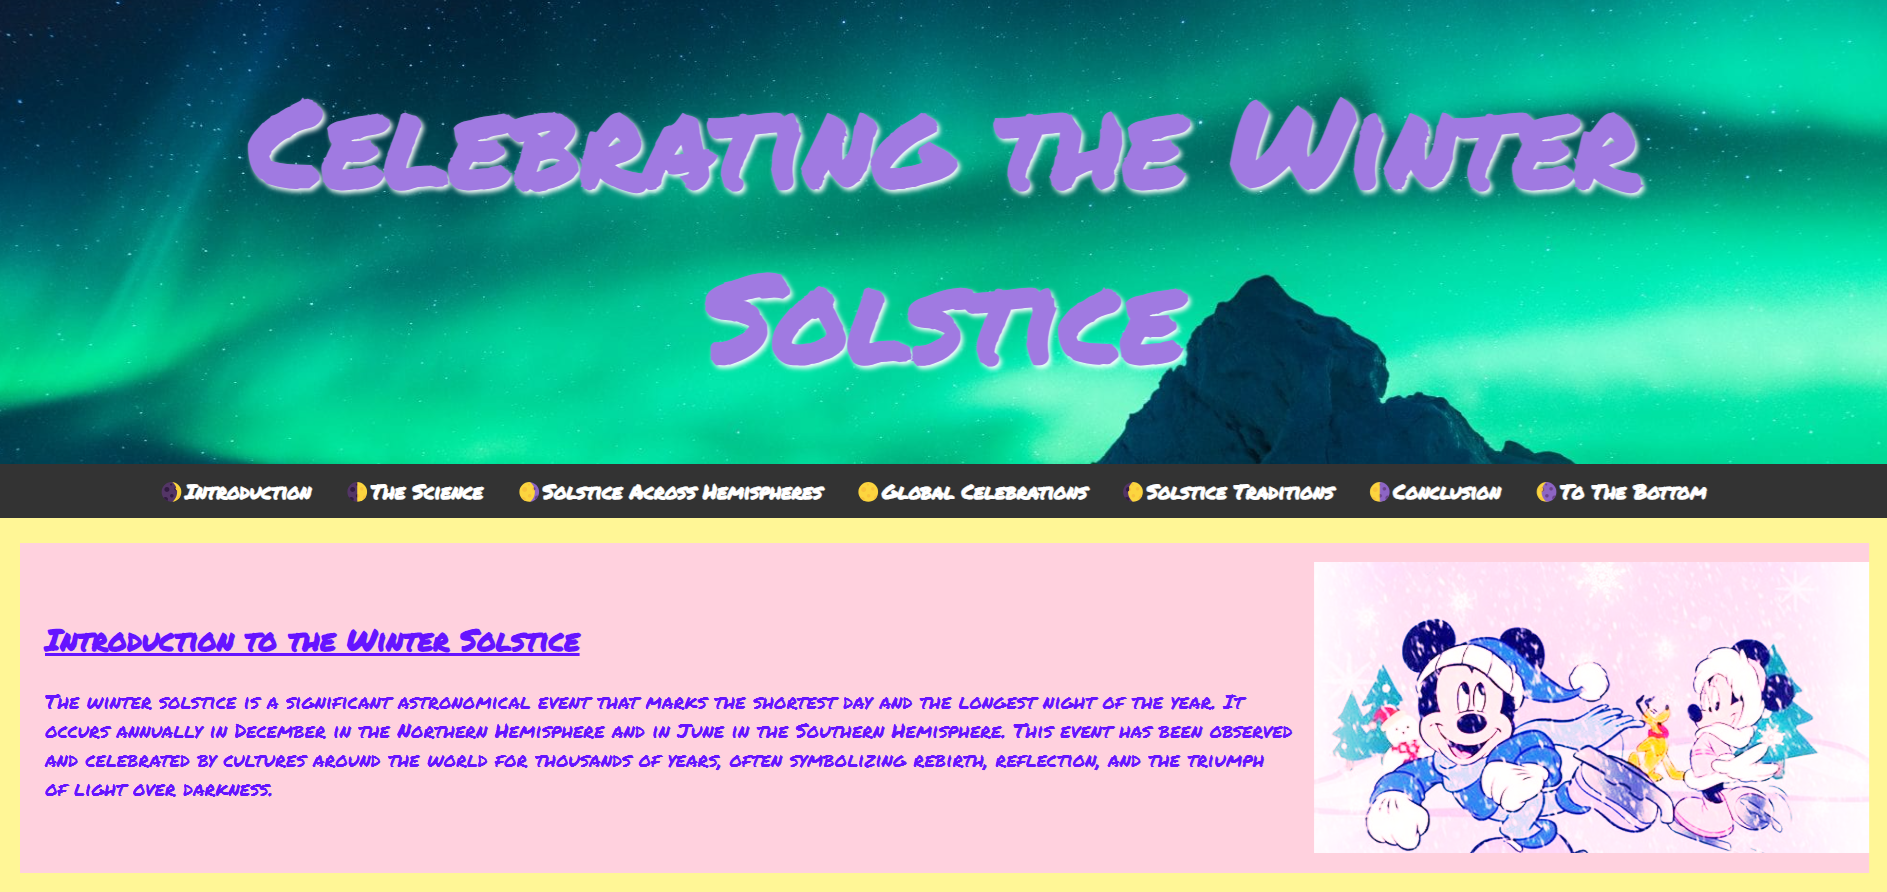 Celebrating the Winter
Solstice
Introduction
The Science
Solstice Across Hemispheres
Global Celebrations
Solstice Traditions
Conclusion
To The Bottom
Introduction to the Winter Solstice
The winter solstice is a significant astronomical event that marks the shortest day and the longest night of the year. It
occurs annually in December in the Northern Hemisphere and in June in the Southern Hemisphere. This event has been observed
and celebrated by cultures around the world for thousands of years, often symbolizing rebirth, reflection, and the triumph
of light over darkness.